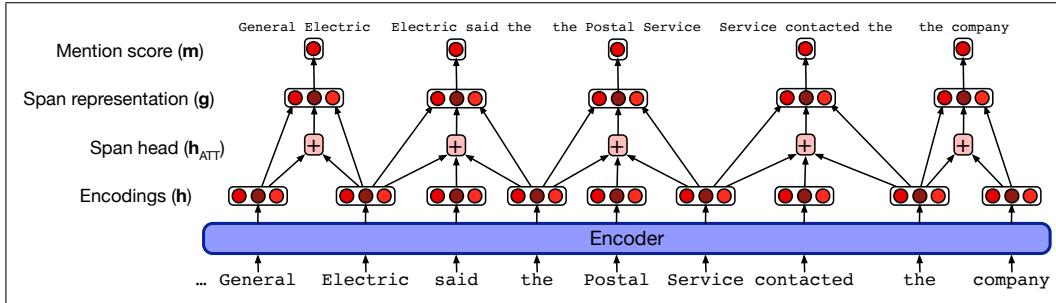 General Electric Electric said the the Postal Service Service contacted the the company
Mention score (m)
Span representation (g)
Span head (hATT)
+ + + + +
Encodings (h)
Encoder
... General Electric said the Postal Service contacted the company